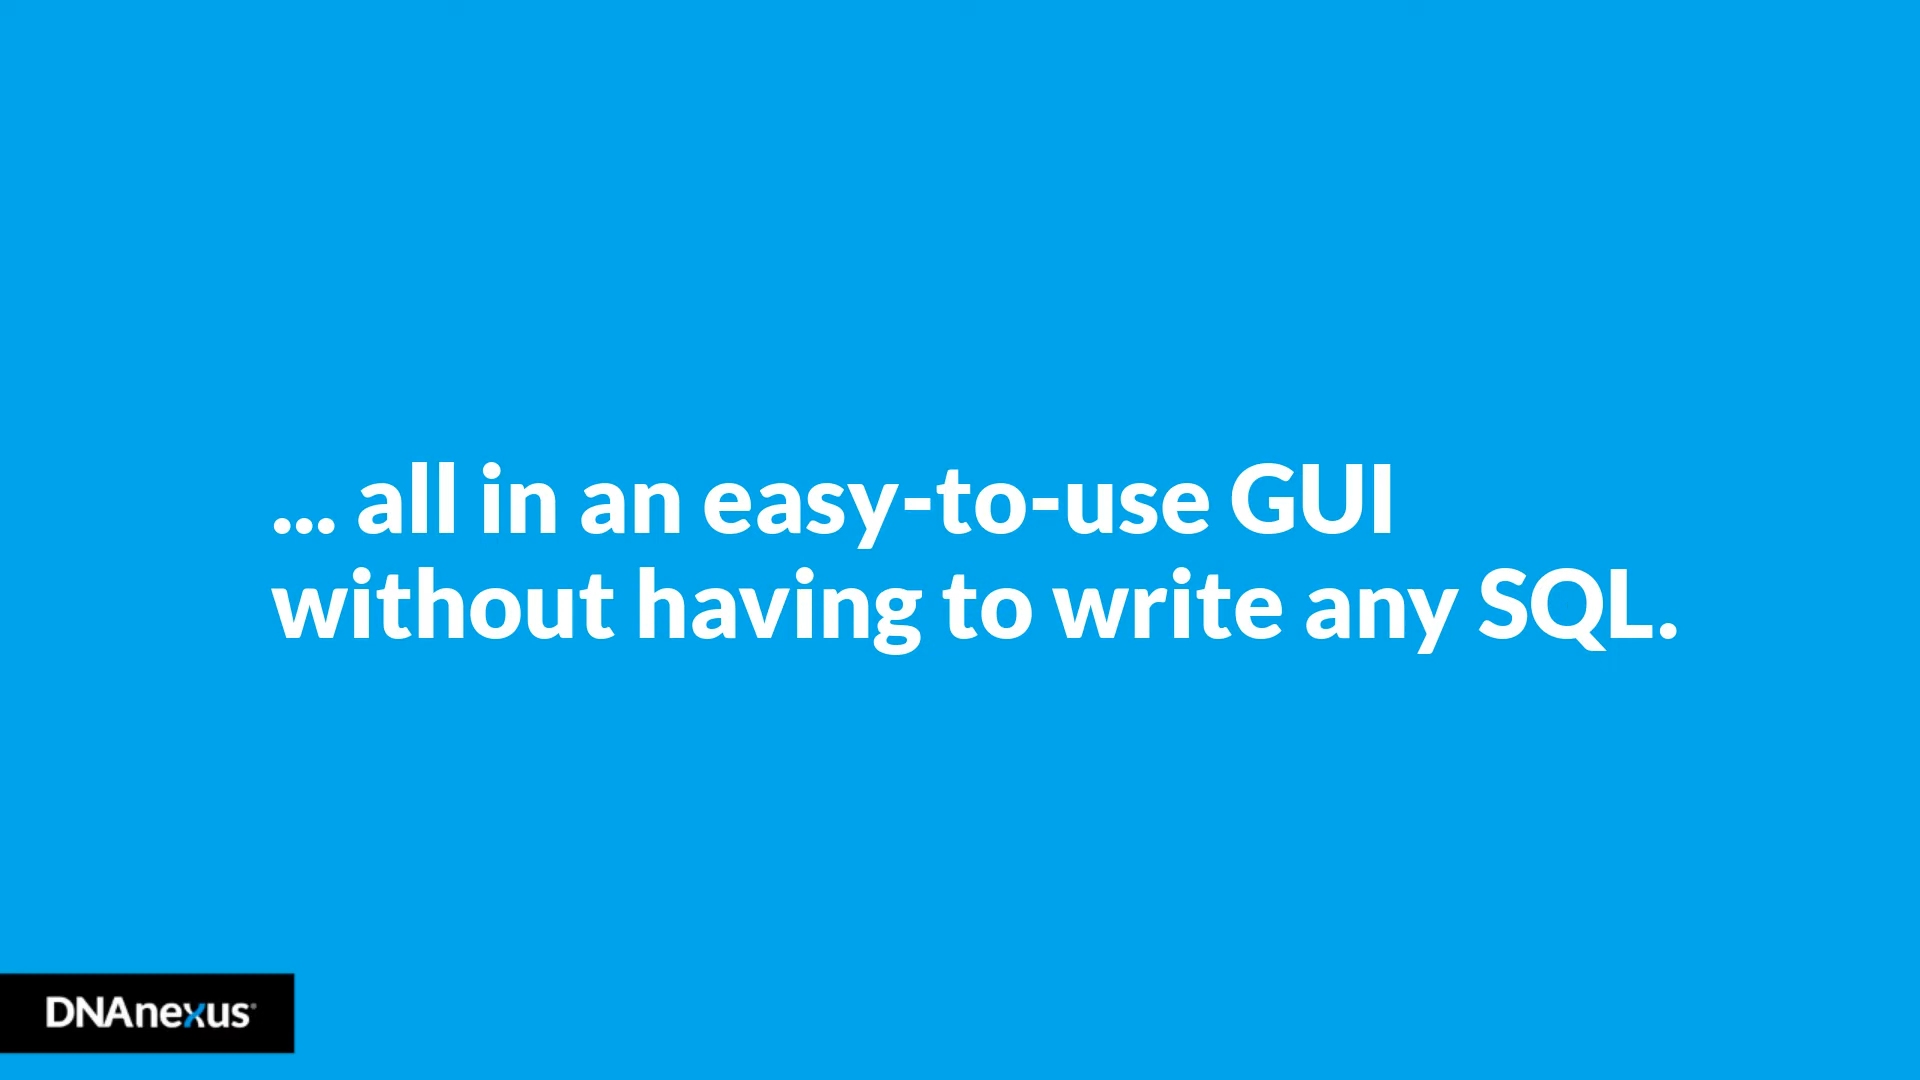 ... all in an easy-to-use GUI
without having to write any SQL.
DNAnexus®